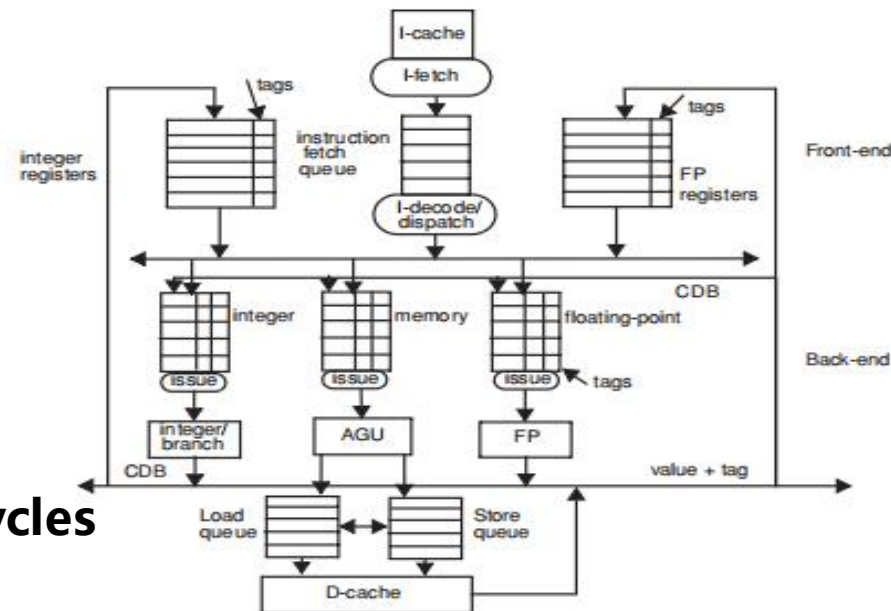 I-cache
I-fetch
tags
tags
integer
registers
instruction
fetch
queue
FP
registers
Front-end
I-decode/
dispatch
CDB
integer
memory
floating-point
Back-end
issue
issue
issue
tags
integer/
branch
AGU
FP
CDB
value + tag
ycles
Load
queue
Store
queue
D-cache